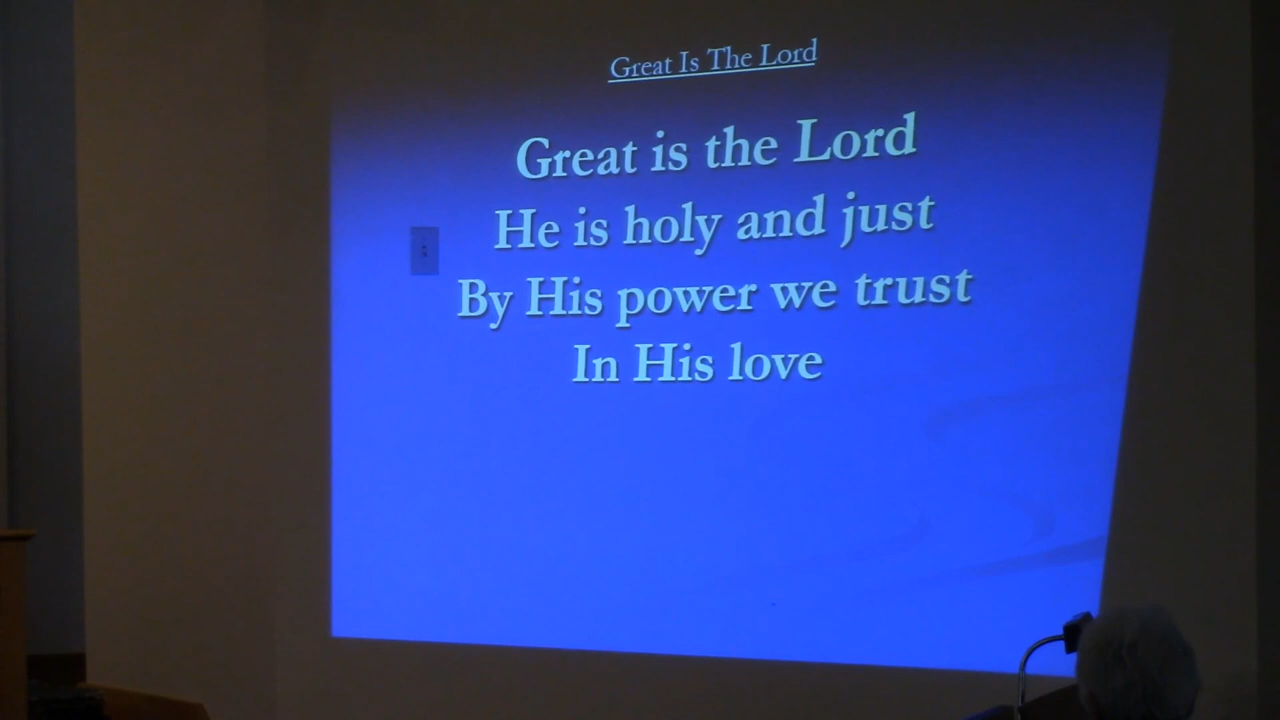 Great Is The Lord
Great is the Lord
He is holy and just
By His power we trust
In His love